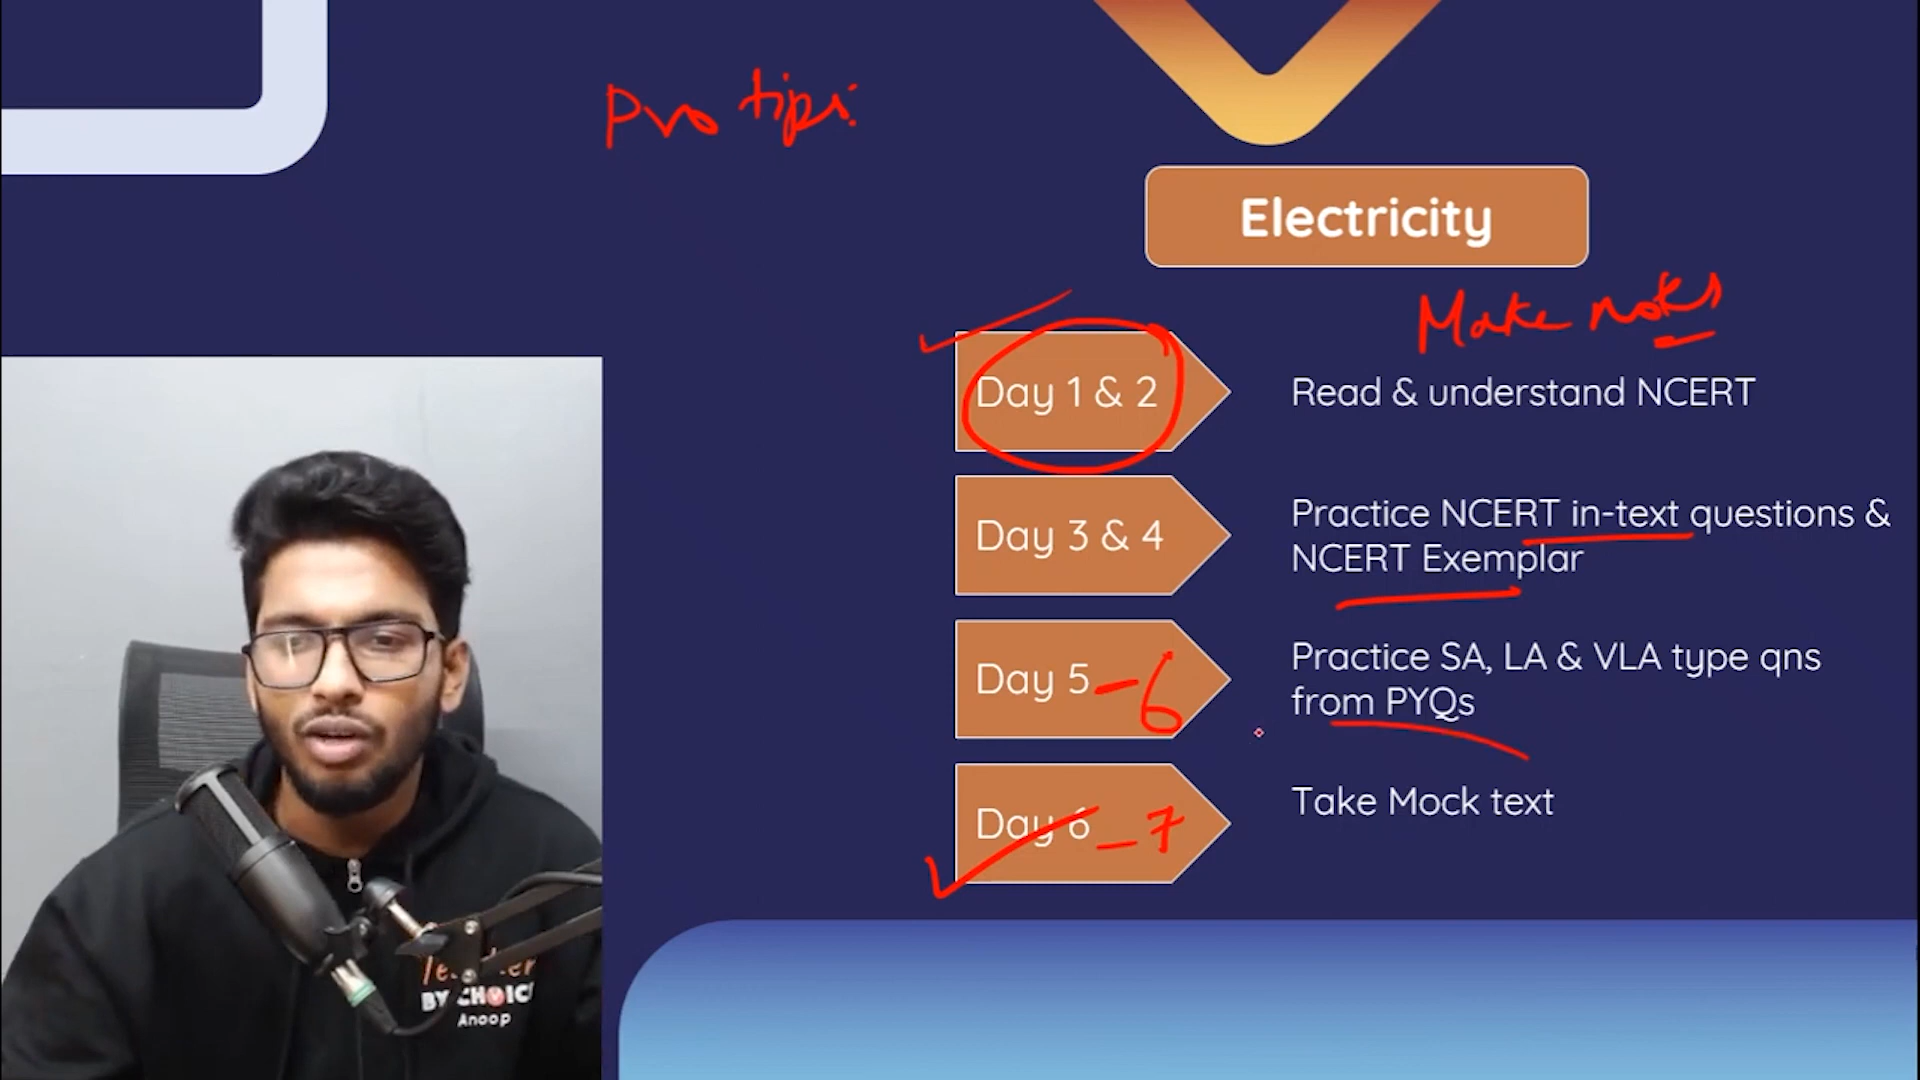 Pro tips:
Electricity
Make notes
Day 1 & 2
Read & understand NCERT
Day 3 & 4
Practice NCERT in-text questions &
NCERT Exemplar
Day 5 - 6
Practice SA, LA & VLA type qns
from PYQs
Day 6 - 7
Take Mock text
BY CHOIC
Anoop